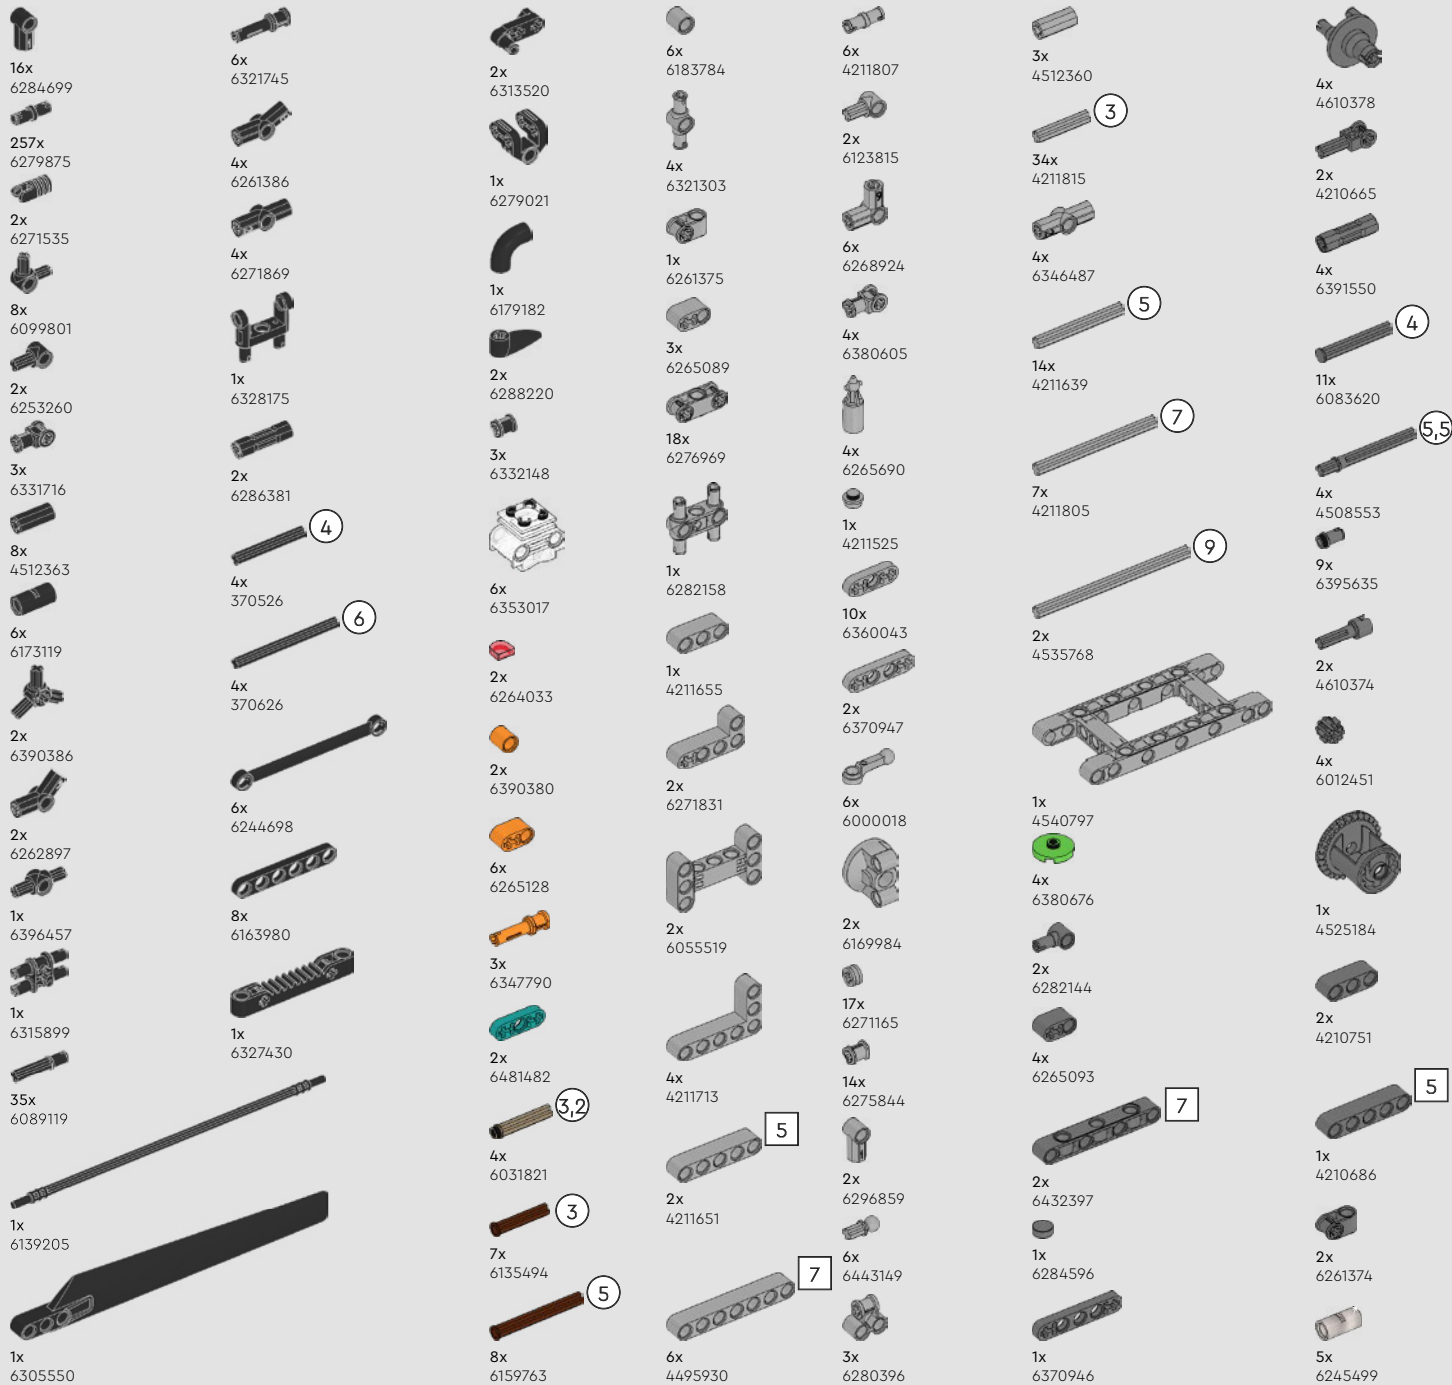 16x
6284699
257x
6279875
2x
6271535
8x
6099801
2x
6253260
3x
6331716
8x
4512363
6x
6173119
2x
6390386
2x
6262897
1x
6396457
1x
6315899
35x
6089119
1x
6139205
1x
6305550
6x
6321745
4x
6261386
4x
6271869
1x
6328175
2x
6286381
4
4x
370526
6
4x
370626
6x
6244698
8x
6163980
1x
6327430
2x
6313520
1x
6279021
1x
6179182
2x
6288220
3x
6332148
6x
6353017
2x
6264033
2x
6390380
6x
6265128
3x
6347790
2x
6481482
3,2
4x
6031821
3
7x
6135494
5
8x
6159763
6x
6183784
4x
6321303
1x
6261375
3x
6265089
18x
6276969
1x
6282158
1x
4211655
2x
6271831
2x
6055519
4x
4211713
5
2x
4211651
7
6x
4495930
6x
4211807
2x
6123815
6x
6268924
4x
6380605
4x
6265690
1x
4211525
10x
6360043
2x
6370947
6x
6000018
2x
6169984
17x
6271165
14x
6275844
2x
6296859
6x
6443149
3x
6280396
3x
4512360
3
34x
4211815
4x
6346487
5
14x
4211639
7
7x
4211805
9
2x
4535768
1x
4540797
4x
6380676
2x
6282144
4x
6265093
7
2x
6432397
1x
6284596
1x
6370946
4x
4610378
2x
4210665
4x
6391550
4
11x
6083620
5,5
4x
4508553
9x
6395635
2x
4610374
4x
6012451
1x
4525184
2x
4210751
5
1x
4210686
2x
6261374
5x
6245499